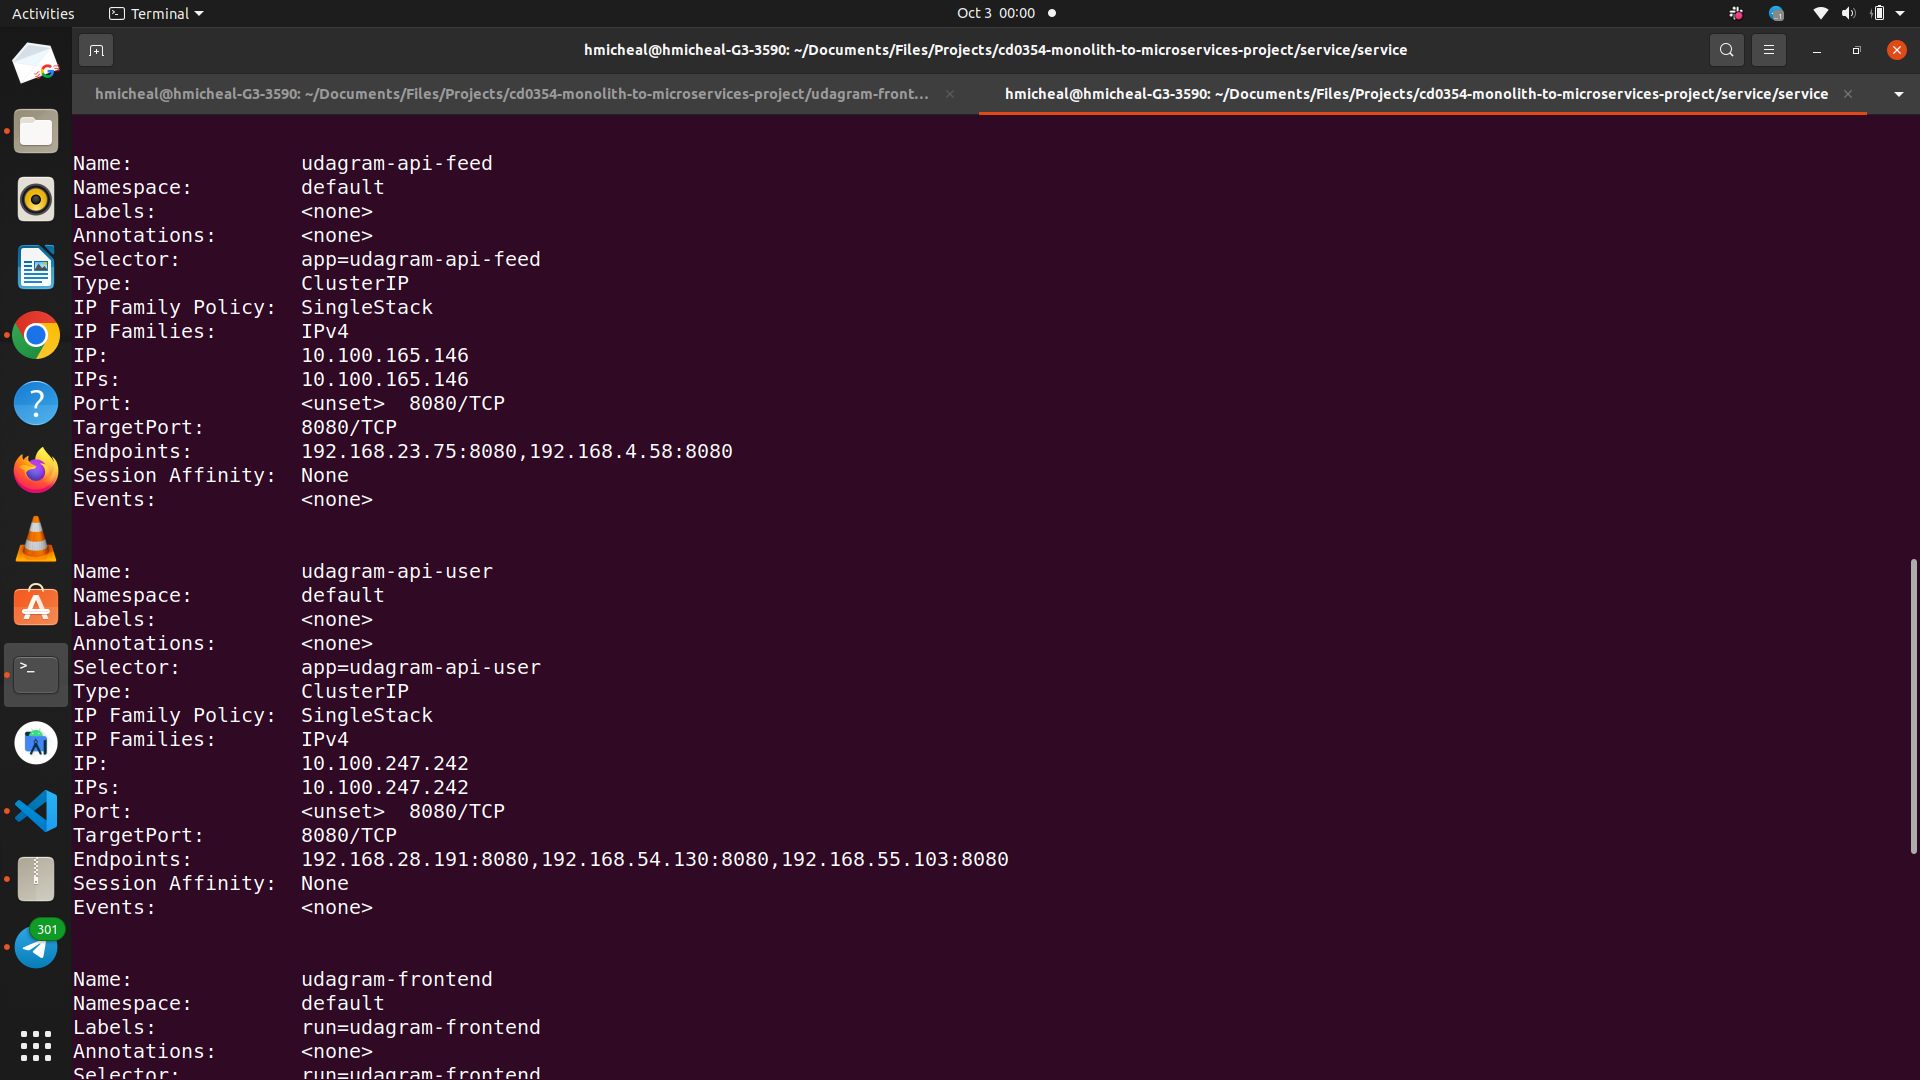 Activities
Terminal
Oct 3 00:00
hmicheal@hmicheal-G3-3590: ~/Documents/Files/Projects/cd0354-monolith-to-microservices-project/service/service
hmicheal@hmicheal-G3-3590: ~/Documents/Files/Projects/cd0354-monolith-to-microservices-project/udagram-front...
hmicheal@hmicheal-G3-3590: ~/Documents/Files/Projects/cd0354-monolith-to-microservices-project/service/service
Name: udagram-api-feed
Namespace: default
Labels: <none>
Annotations: <none>
Selector: app=udagram-api-feed
Type: ClusterIP
IP Family Policy: SingleStack
IP Families: IPv4
IP: 10.100.165.146
IPs: 10.100.165.146
Port: <unset> 8080/TCP
TargetPort: 8080/TCP
Endpoints: 192.168.23.75:8080,192.168.4.58:8080
Session Affinity: None
Events: <none>
Name: udagram-api-user
Namespace: default
Labels: <none>
Annotations: <none>
Selector: app=udagram-api-user
Type: ClusterIP
IP Family Policy: SingleStack
IP Families: IPv4
IP: 10.100.247.242
IPs: 10.100.247.242
Port: <unset> 8080/TCP
TargetPort: 8080/TCP
Endpoints: 192.168.28.191:8080,192.168.54.130:8080,192.168.55.103:8080
Session Affinity: None
Events: <none>
301
Name: udagram-frontend
Namespace: default
Labels: run=udagram-frontend
Annotations: <none>
Selector: run=udagram-frontend